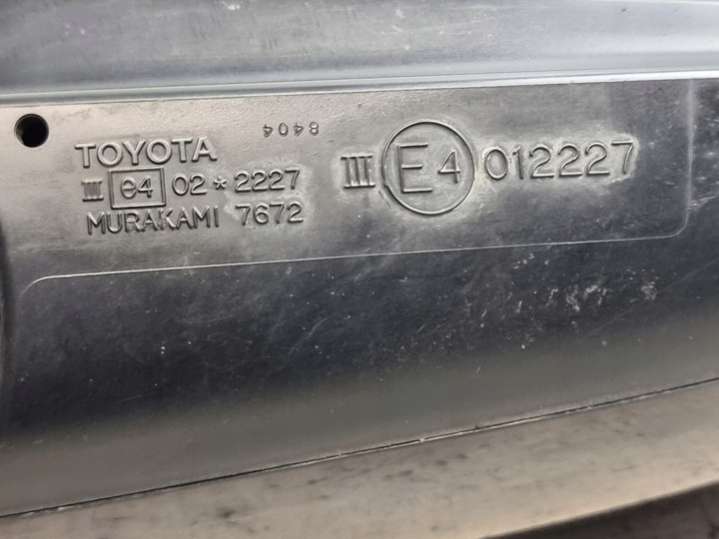 8404
TOYOTA
III e4 02*2227
MURAKAMI 7672
III E4 012227